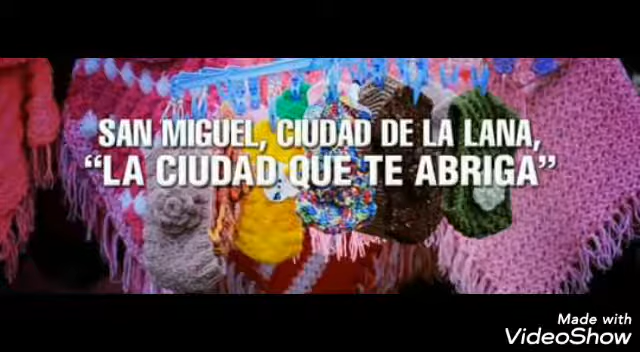 SAN MIGUEL, CIUDAD DE LA LANA,
“LA CIUDAD QUE TE ABRIGA”
Made with
VideoShow